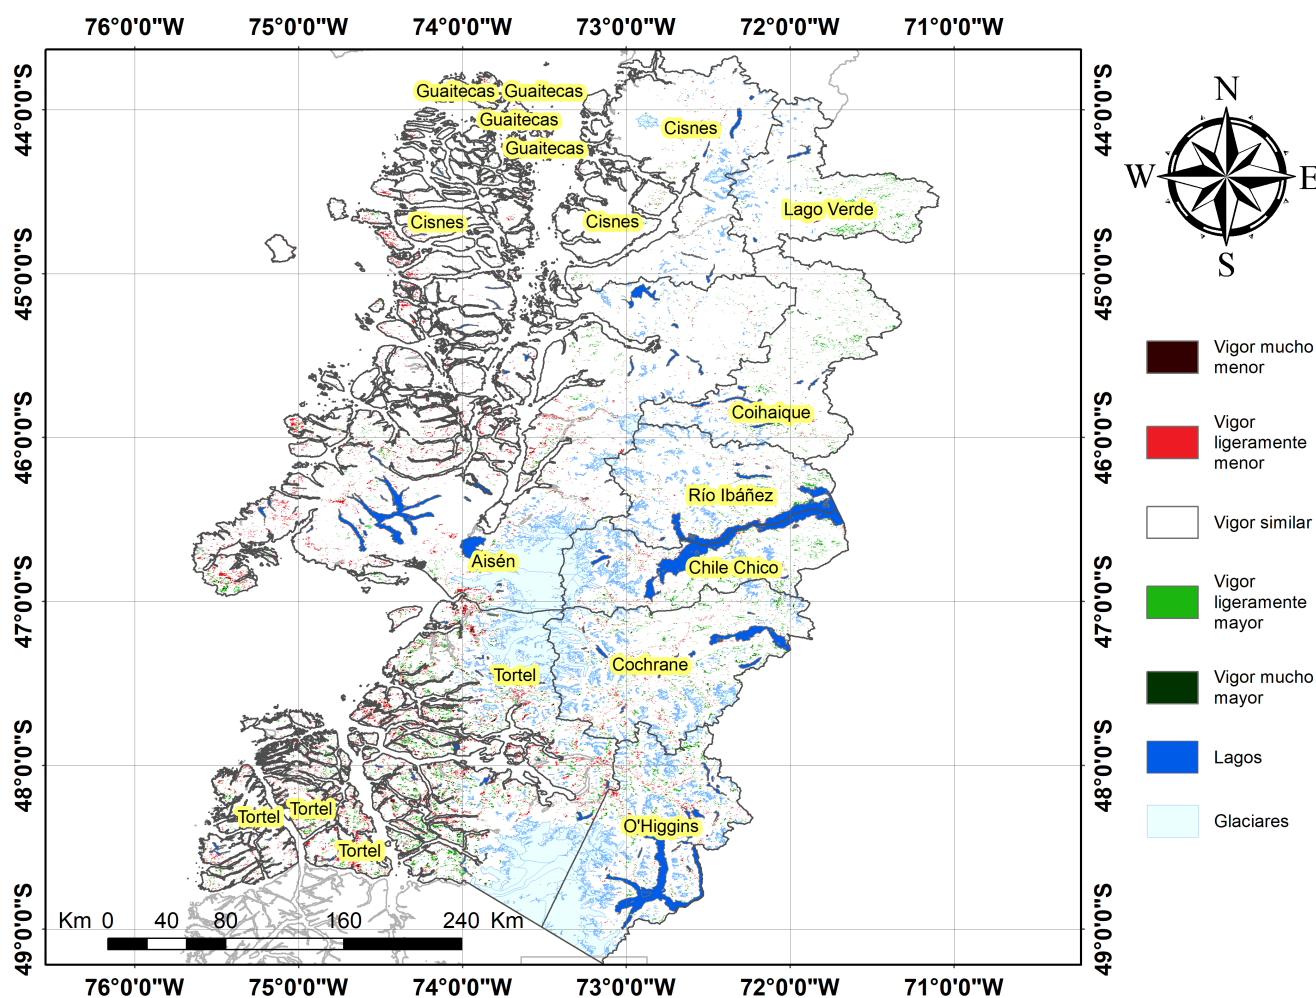 76°0'0"W 75°0'0"W 74°0'0"W 73°0'0"W 72°0'0"W 71°0'0"W
44°0'0"S
45°0'0"S
46°0'0"S
47°0'0"S
48°0'0"S
49°0'0"S
Guaitecas Guaitecas
Guaitecas
Cisnes
Guaitecas
Lago Verde
Cisnes
Cisnes
Coihaique
Río Ibáñez
Aisén
Chile Chico
Cochrane
Tortel
Tortel
Tortel
O'Higgins
Tortel
Km 0 40 80 160 240 Km
44°0'0"S
45°0'0"S
46°0'0"S
47°0'0"S
48°0'0"S
49°0'0"S
76°0'0"W 75°0'0"W 74°0'0"W 73°0'0"W 72°0'0"W 71°0'0"W
N
W E
S
Vigor mucho
menor
Vigor
ligeramente
menor
Vigor similar
Vigor
ligeramente
mayor
Vigor mucho
mayor
Lagos
Glaciares